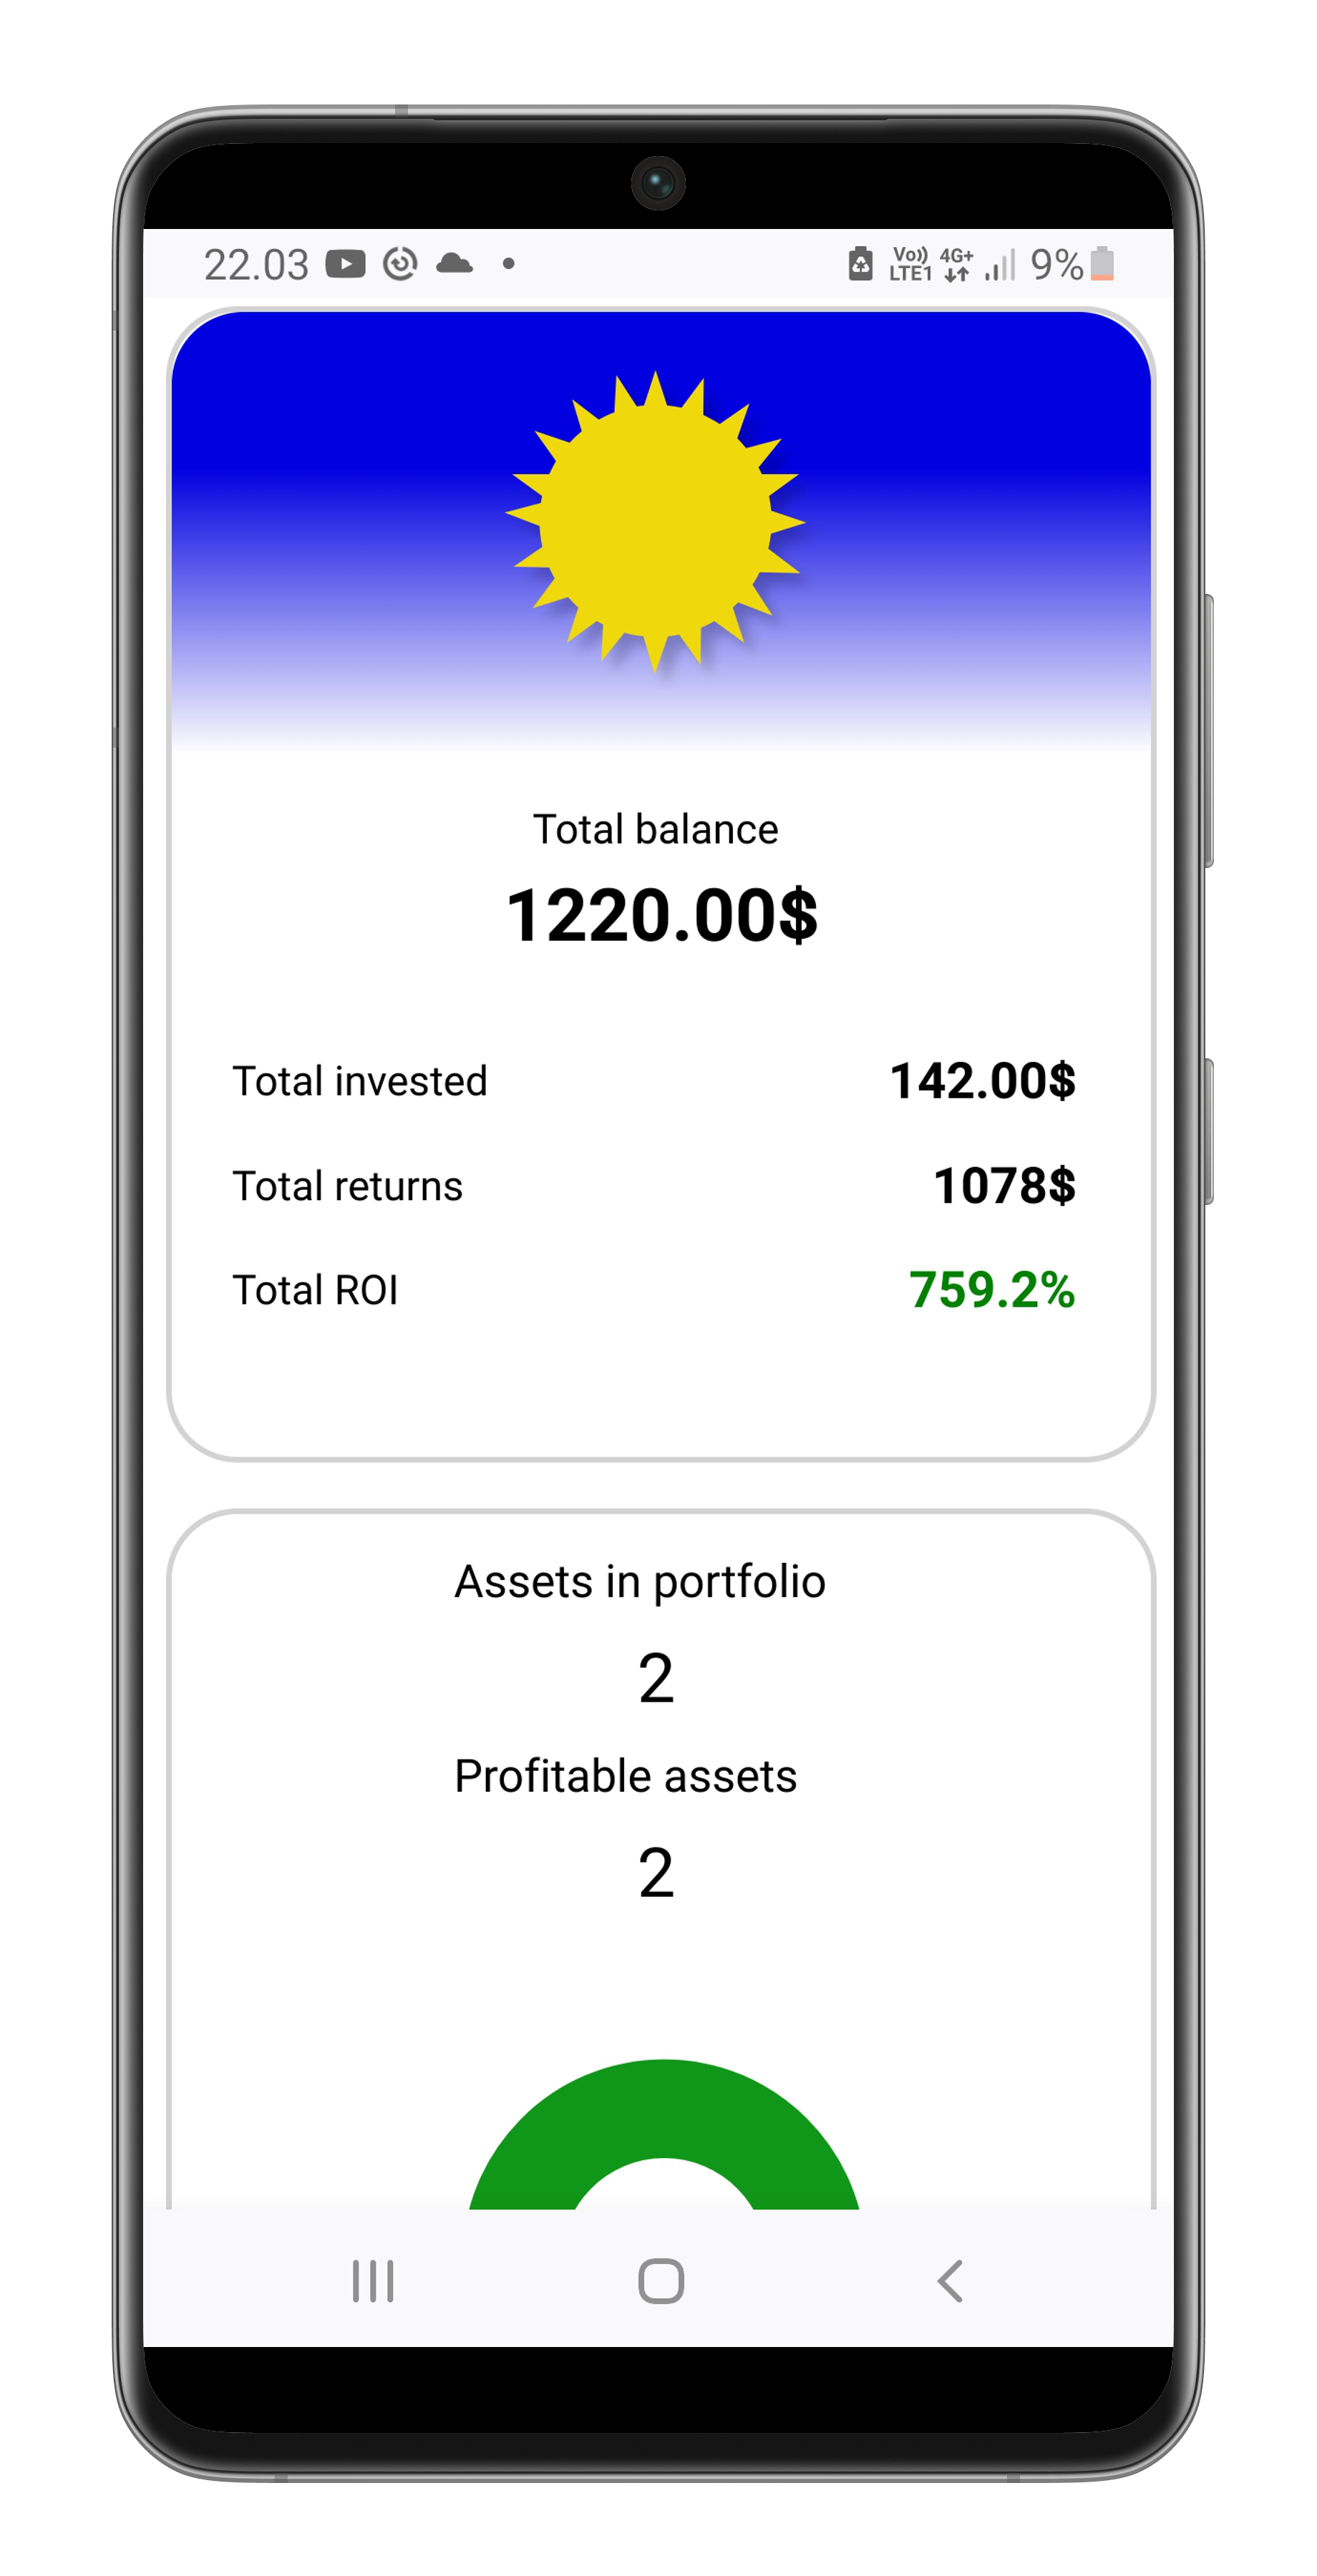 22.03 Vo)) LTE1 4G+ 9%
Total balance
1220.00$
Total invested 142.00$
Total returns 1078$
Total ROI 759.2%
Assets in portfolio
2
Profitable assets
2